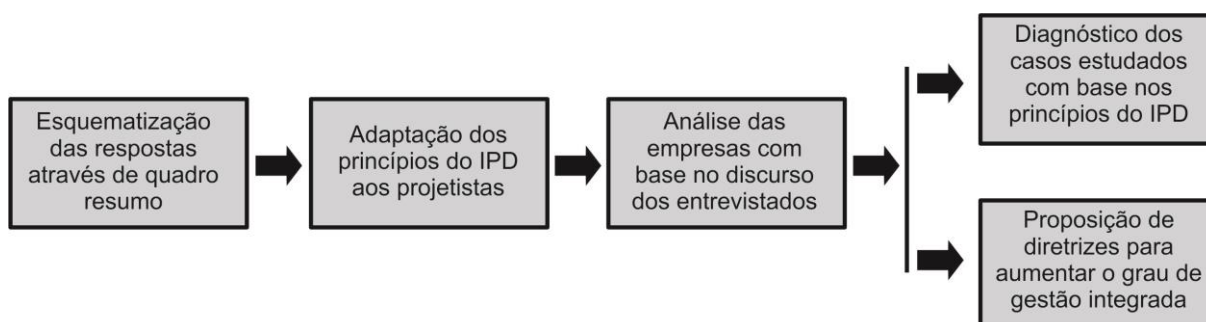 Esquematização
das respostas
através de quadro
resumo
Adaptação dos
princípios do IPD
aos projetistas
Análise das
empresas com
base no discurso
dos entrevistados
Diagnóstico dos
casos estudados
com base nos
princípios do IPD
Proposição de
diretrizes para
aumentar o grau de
gestão integrada